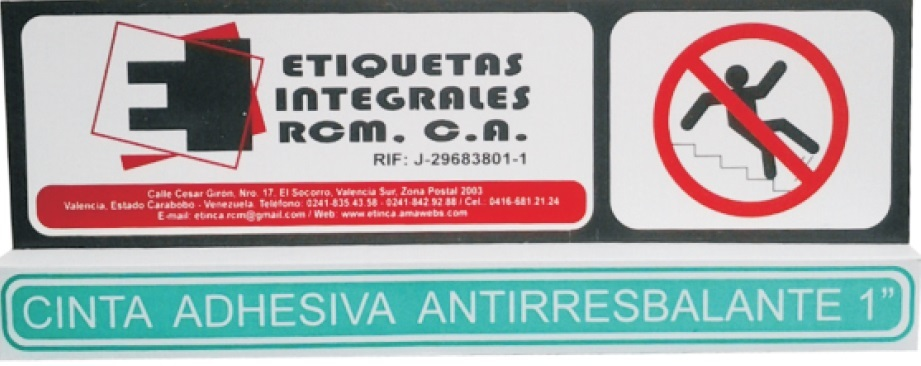 ETIQUETAS
INTEGRALES
RCM, C.A.
RIF: J-29683801-1
Calle Cesar Girón, Nro. 17, El Socorro, Valencia Sur, Zona Postal 2003
Valencia, Estado Carabobo - Venezuela. Teléfono: 0241-835.43.58 - 0241-842.92.88 / Cel.: 0416-681.21.24
E-mail: etinca.rcm@gmail.com / Web: www.etinca.amawebs.com
CINTA ADHESIVA ANTIRRESBALANTE 1”